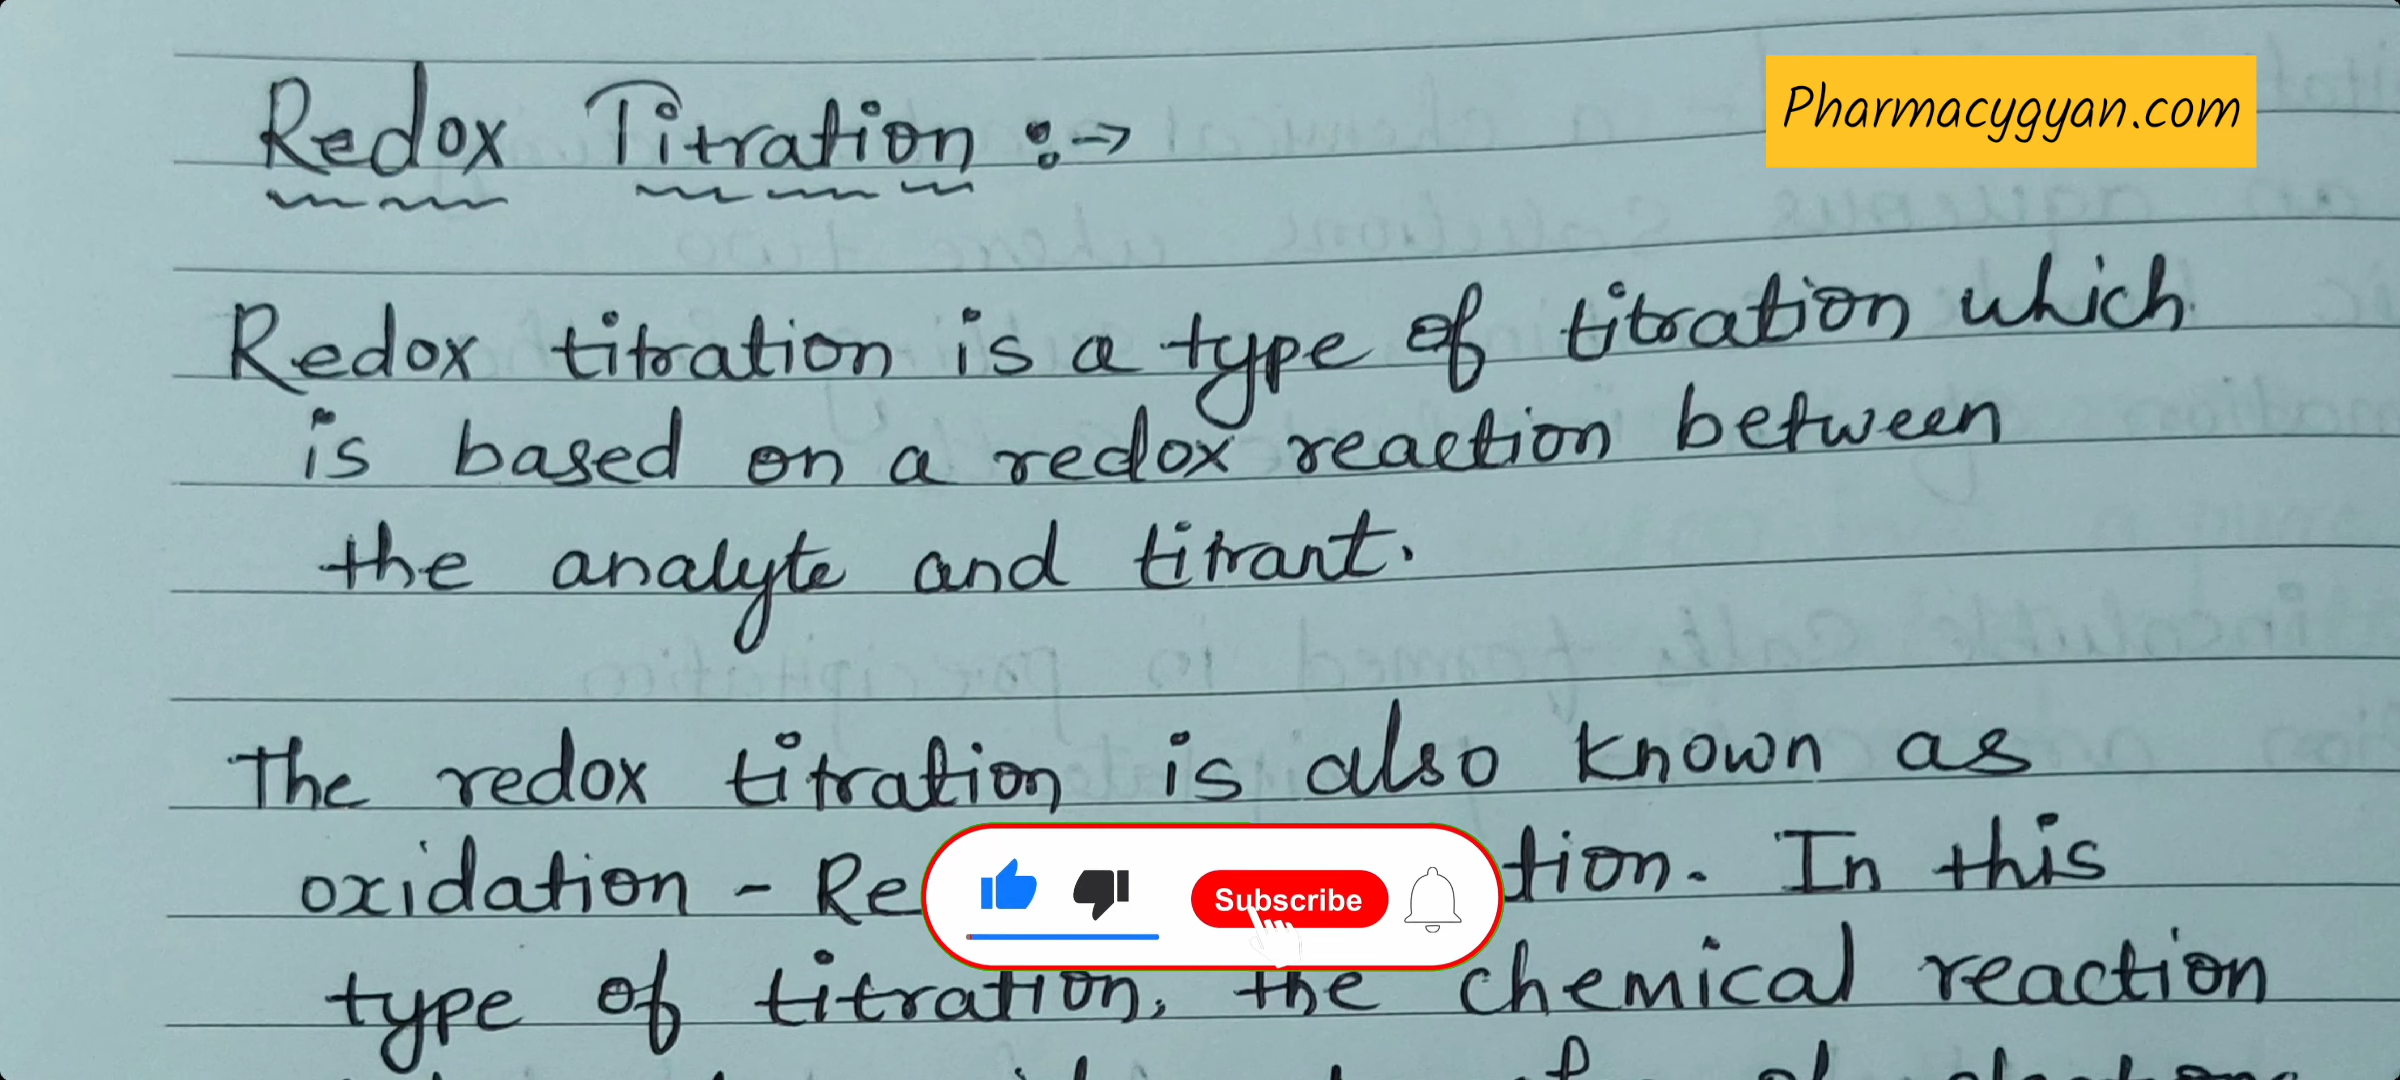 Redox Titration :->
Pharmacygyan.com
Redox titration is a type of titration which
is based on a redox reaction between
the analyte and titrant.
The redox titration is also known as
oxidation - Re tion. In this
Subscribe
type of titration, the chemical reaction